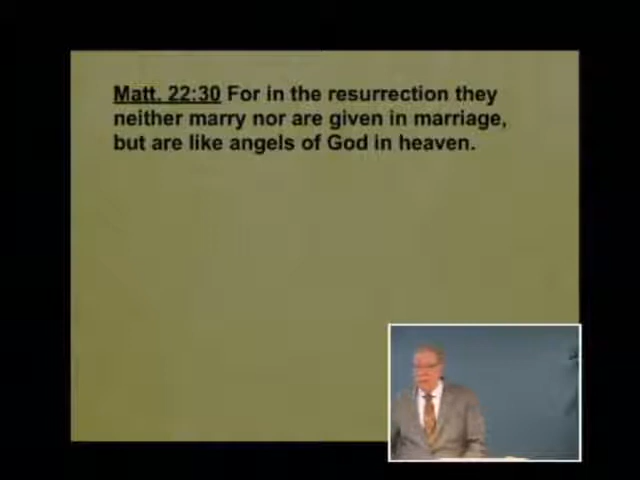 Matt. 22:30 For in the resurrection they
neither marry nor are given in marriage,
but are like angels of God in heaven.